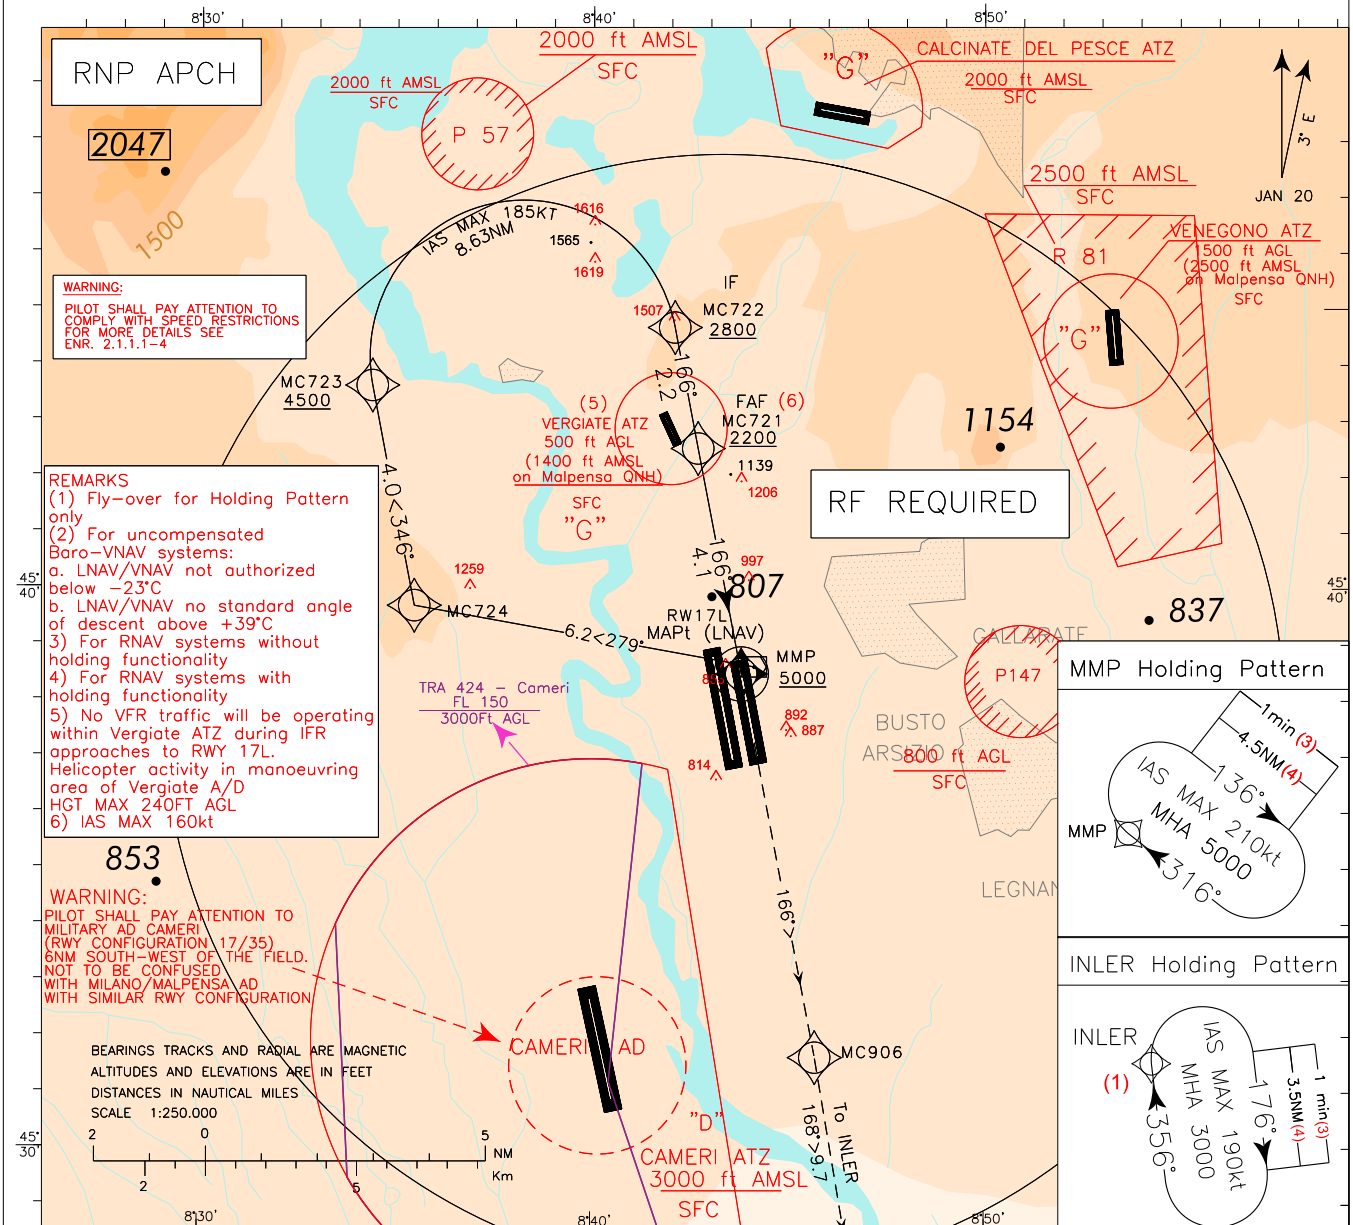 8°30'
8°40'
8°50'
RNP APCH
2047
1500
2000 ft AMSL
SFC
2000 ft AMSL
SFC
P 57
"G"
CALCINATE DEL PESCE ATZ
2000 ft AMSL
SFC
3° E
JAN 20
2500 ft AMSL
SFC
VENEGONO ATZ
1500 ft AGL
(2500 ft AMSL
on Malpensa QNH)
SFC
R 81
"G"
IAS MAX 185KT
8.63NM
1616
1565
1619
1507
IF
MC722
2800
WARNING:
PILOT SHALL PAY ATTENTION TO
COMPLY WITH SPEED RESTRICTIONS
FOR MORE DETAILS SEE
ENR. 2.1.1.1-4
MC723
4500
166°
2.2
(5)
VERGIATE ATZ
500 ft AGL
(1400 ft AMSL
on Malpensa QNH)
SFC
"G"
FAF (6)
MC721
2200
1139
1206
1154
RF REQUIRED
REMARKS
(1) Fly-over for Holding Pattern
only
(2) For uncompensated
Baro-VNAV systems:
a. LNAV/VNAV not authorized
below -23°C
b. LNAV/VNAV no standard angle
of descent above +39°C
3) For RNAV systems without
holding functionality
4) For RNAV systems with
holding functionality
5) No VFR traffic will be operating
within Vergiate ATZ during IFR
approaches to RWY 17L.
Helicopter activity in manoeuvring
area of Vergiate A/D
HGT MAX 240FT AGL
6) IAS MAX 160kt
4.0<346°
1259
MC724
6.2<279°
166°
4.1
997
807
RW17L
MAPt (LNAV)
MMP
5000
892
887
814
45°
40'
45°
40'
837
GALLARATE
P147
BUSTO
ARSIZIO
800 ft AGL
SFC
LEGNAN
TRA 424 - Cameri
FL 150
3000Ft AGL
MMP Holding Pattern
1min (3)
4.5NM(4)
136°
IAS MAX 210kt
MHA 5000
MMP
316°
853
WARNING:
PILOT SHALL PAY ATTENTION TO
MILITARY AD CAMERI
(RWY CONFIGURATION 17/35)
6NM SOUTH-WEST OF THE FIELD.
NOT TO BE CONFUSED
WITH MILANO/MALPENSA AD
WITH SIMILAR RWY CONFIGURATION
166°>
INLER Holding Pattern
INLER
(1)
IAS MAX 190kt
MHA 3000
176°
356°
3.5NM(4)
1 min(3)
CAMERI AD
MC906
BEARINGS TRACKS AND RADIAL ARE MAGNETIC
ALTITUDES AND ELEVATIONS ARE IN FEET
DISTANCES IN NAUTICAL MILES
SCALE 1:250.000
2 0 5
NM
Km
2 5
"D"
CAMERI ATZ
3000 ft AMSL
SFC
To INLER
168°>9.7
45°
30'
8°30'
8°40'
8°50'